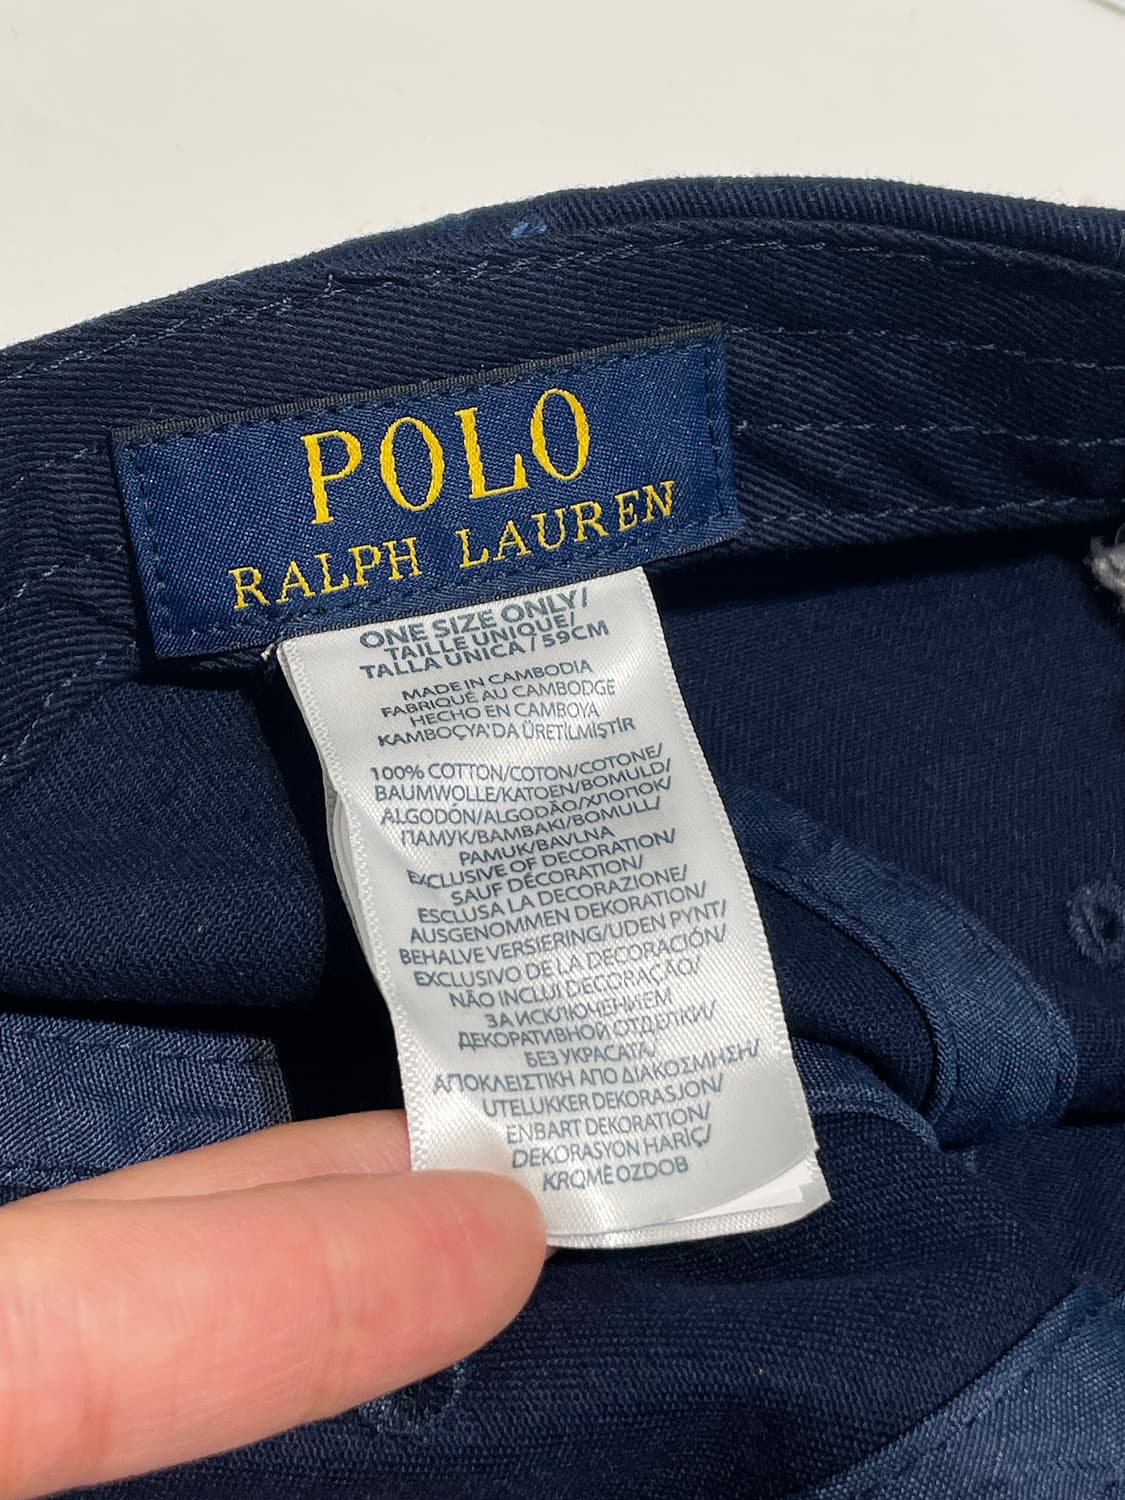 POLO
RALPH LAUREN
ONE SIZE ONLY/
TAILLE UNIQUE/
TALLA ÚNICA / 59CM
MADE IN CAMBODIA
FABRIQUÉ AU CAMBODGE
HECHO EN CAMBOYA
KAMBOÇYA'DA ÜRETİLMİŞTİR
100% COTTON/COTON/COTONE/
BAUMWOLLE/KATOEN/BOMULD/
ALGODÓN/ALGODÃO/ХЛОПОК/
ПАМУК/ΒΑΜΒΑΚΙ/BOMULL/
PAMUK/BAVLNA
EXCLUSIVE OF DECORATION/
SAUF DÉCORATION/
ESCLUSA LA DECORAZIONE/
AUSGENOMMEN DEKORATION/
BEHALVE VERSIERING/UDEN PYNT/
EXCLUSIVO DE LA DECORACIÓN/
NÃO INCLUI DECORAÇÃO/
ЗА ИСКЛЮЧЕНИЕМ
ДЕКОРАТИВНОЙ ОТДЕЛКИ/
БЕЗ УКРАСАТА/
ΑΠΟΚΛΕΙΣΤΙΚΗ ΑΠΟ ΔΙΑΚΟΣΜΗΣΗ/
UTELUKKER DEKORASJON/
ENBART DEKORATION/
DEKORASYON HARİÇ/
KROMĚ OZDOB